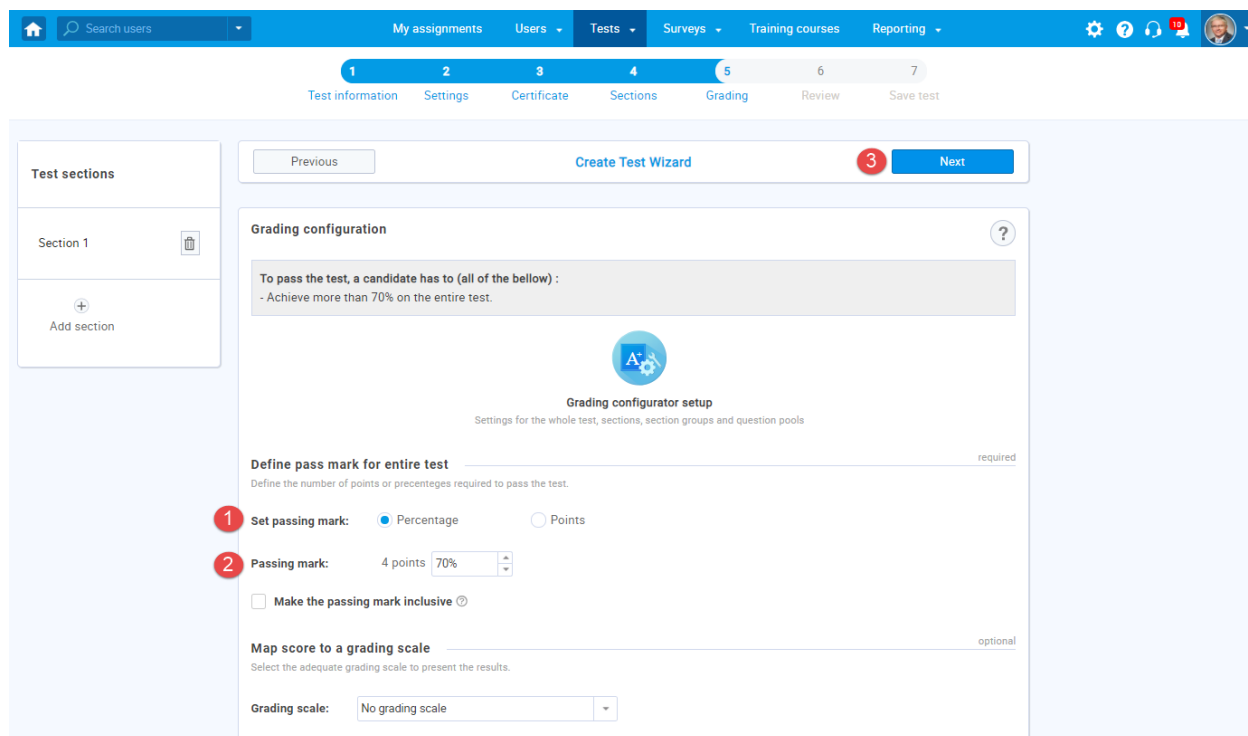 Search users
My assignments
Users
Tests
Surveys
Training courses
Reporting
10
1 2 3 4 5 6 7
Test information Settings Certificate Sections Grading Review Save test
Test sections
Section 1
Add section
Previous
Create Test Wizard
3
Next
Grading configuration
?
To pass the test, a candidate has to (all of the bellow) :
- Achieve more than 70% on the entire test.
A+
Grading configurator setup
Settings for the whole test, sections, section groups and question pools
Define pass mark for entire test
required
Define the number of points or precenteges required to pass the test.
1
Set passing mark: Percentage Points
2
Passing mark: 4 points 70%
Make the passing mark inclusive ?
Map score to a grading scale
optional
Select the adequate grading scale to present the results.
Grading scale: No grading scale